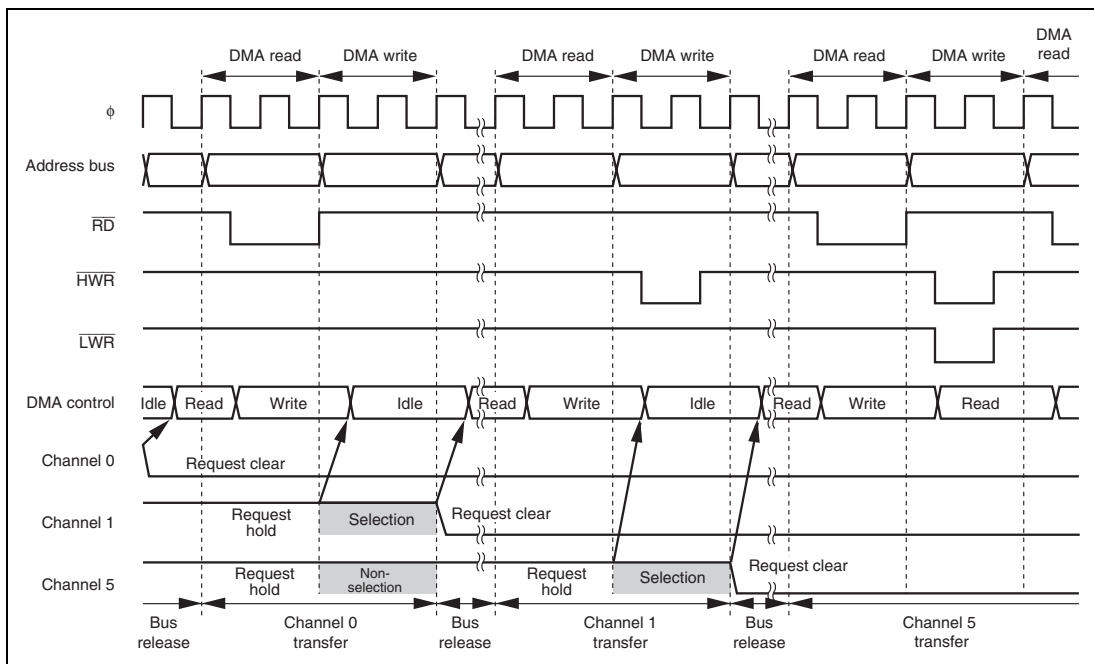 DMA read DMA write DMA read DMA write DMA read DMA write DMA
read
φ
Address bus
RD
HWR
LWR
DMA control Idle Read Write Idle Read Write Idle Read Write Read
Channel 0 Request clear
Channel 1 Request
hold Selection Request clear
Channel 5 Request
hold Non-
selection Request
hold Selection Request clear
Bus
release Channel 0
transfer Bus
release Channel 1
transfer Bus
release Channel 5
transfer